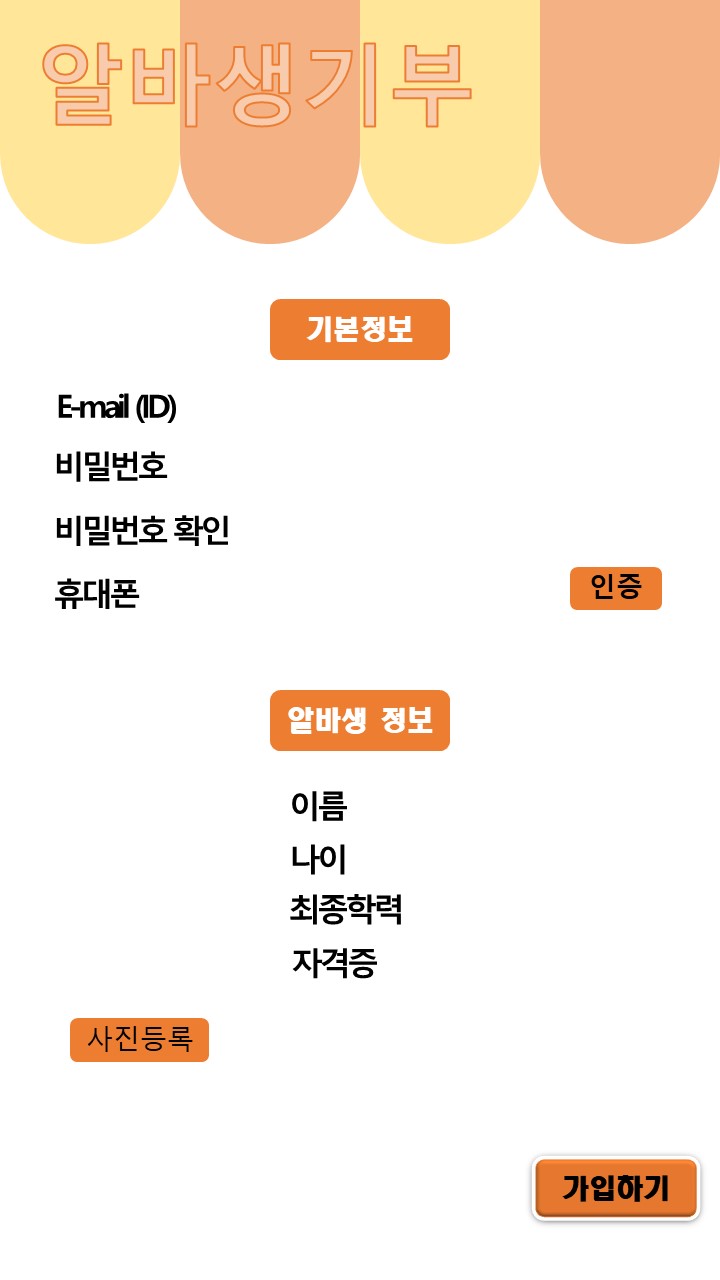 알바생기부
기본정보
E-mail (ID)
비밀번호
비밀번호 확인
휴대폰
인증
알바생 정보
이름
나이
최종학력
자격증
사진등록
가입하기